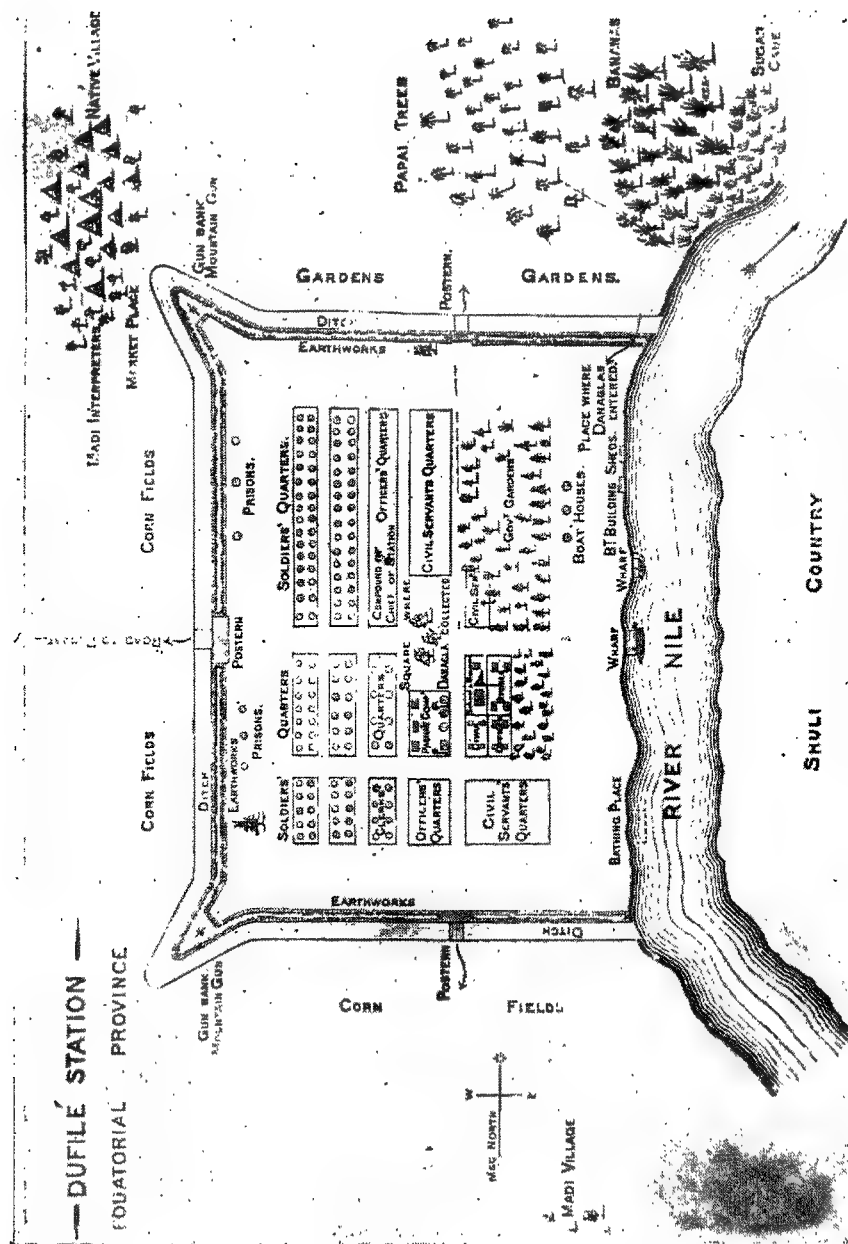 DUFILÉ STATION
EQUATORIAL PROVINCE
NATIVE VILLAGE
MADI INTERPRETERS
MARKET PLACE
CORN FIELDS
CORN FIELDS
GUN BANK
MOUNTAIN GUN
GUN BANK
MOUNTAIN GUN
DITCH
EARTHWORKS
PRISONS.
POSTERN
PRISONS.
GARDENS
GARDENS.
PAPAI TREES
BANANAS
SUGAR
CANE
DITCH
EARTHWORKS
POSTERN.
EARTHWORKS
DITCH
POSTERN
CORN
FIELDS
SOLDIERS'
QUARTERS
SOLDIERS' QUARTERS.
QUARTERS
COMPOUND OF
CHIEF OF STATION
OFFICERS' QUARTERS
OFFICERS'
QUARTERS
SQUARE
WHERE
DANAGLA COLLECTED
CIVIL SERVANTS QUARTERS
CIVIL
SERVANTS'
QUARTERS
GOVT GARDENS
BOAT HOUSES.
PLACE WHERE
DANAGLAS
ENTERED.
BT BUILDING SHEDS.
WHARF
WHARF
BATHING PLACE
RIVER NILE
SHULI COUNTRY
MAG NORTH
W
E
MADI VILLAGE